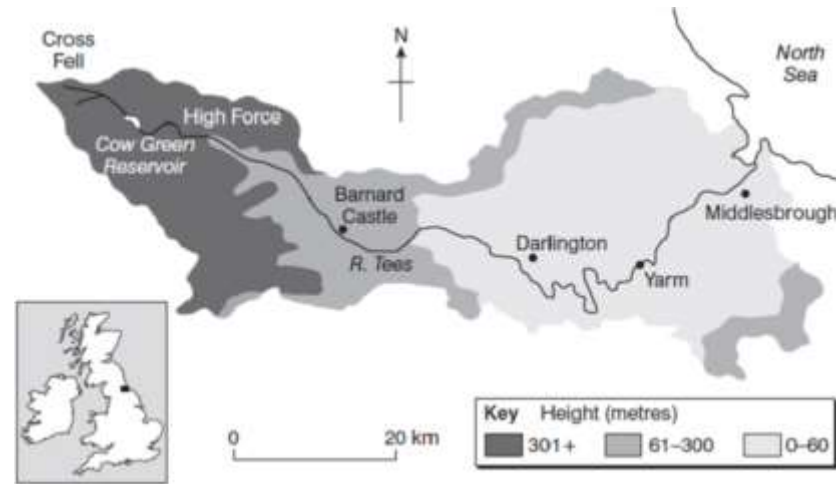 Cross
Fell
N
North
Sea
High Force
Cow Green
Reservoir
Barnard
Castle
Middlesbrough
Darlington
R. Tees
Yarm
Key Height (metres)
0 20 km
301+ 61–300 0–60